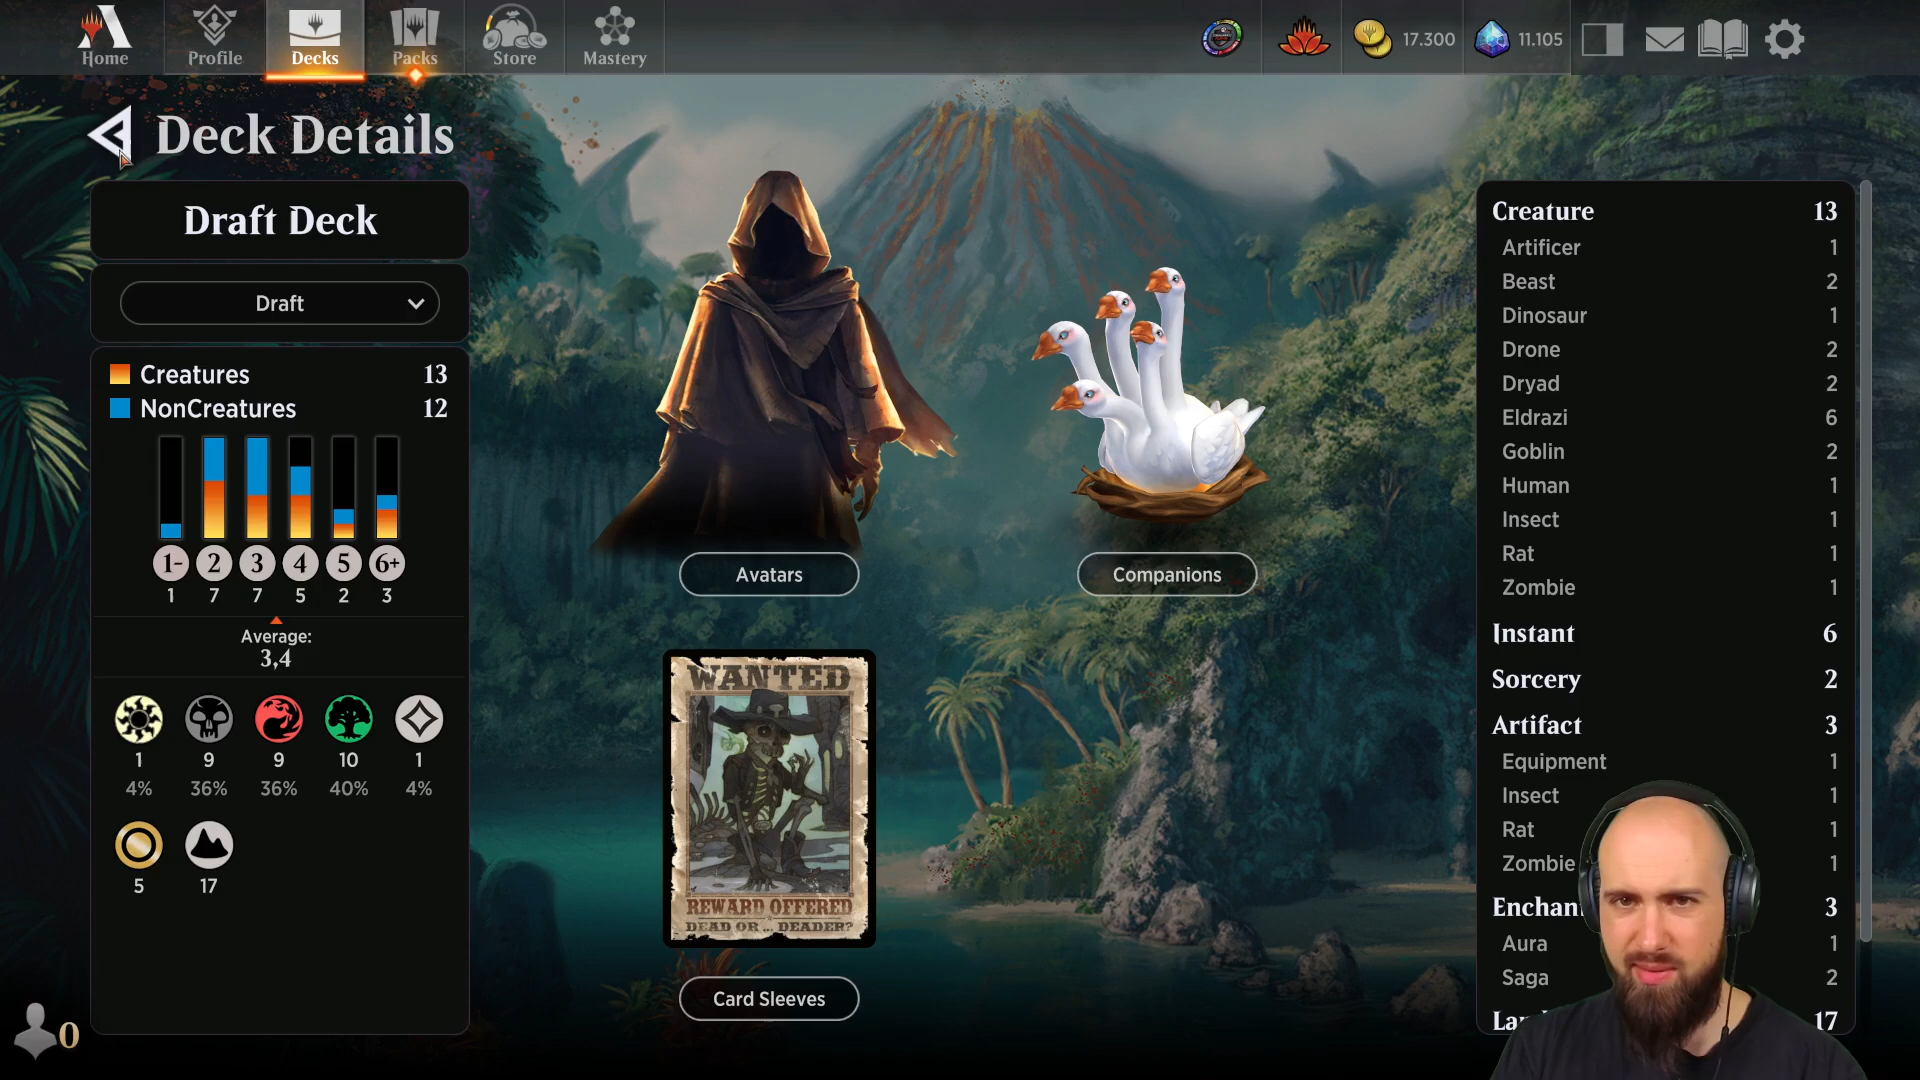 Home
Profile
Decks
Packs
Store
Mastery
17.300
11.105
Deck Details
Draft Deck
Draft
Creatures 13
NonCreatures 12
1- 2 3 4 5 6+
1 7 7 5 2 3
Average:
3,4
1 9 9 10 1
4% 36% 36% 40% 4%
5 17
0
Avatars
Companions
WANTED
REWARD OFFERED
DEAD OR ... DEADER?
Card Sleeves
Creature 13
Artificer 1
Beast 2
Dinosaur 1
Drone 2
Dryad 2
Eldrazi 6
Goblin 2
Human 1
Insect 1
Rat 1
Zombie 1
Instant 6
Sorcery 2
Artifact 3
Equipment 1
Insect 1
Rat 1
Zombie 1
Enchan 3
Aura 1
Saga 2
La 17